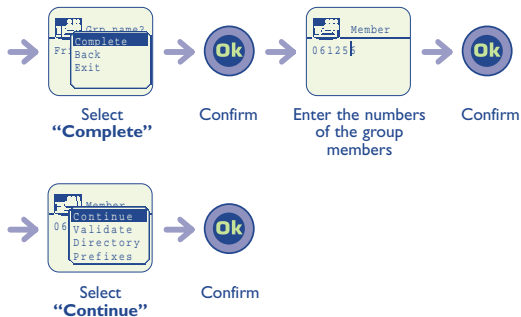 Grp name?
Fr
Complete
Back
Exit
Ok
Member
061256
Ok
Select
“Complete”
Confirm
Enter the numbers
of the group
members
Confirm
Member
06
Continue
Validate
Directory
Prefixes
Ok
Select
“Continue”
Confirm